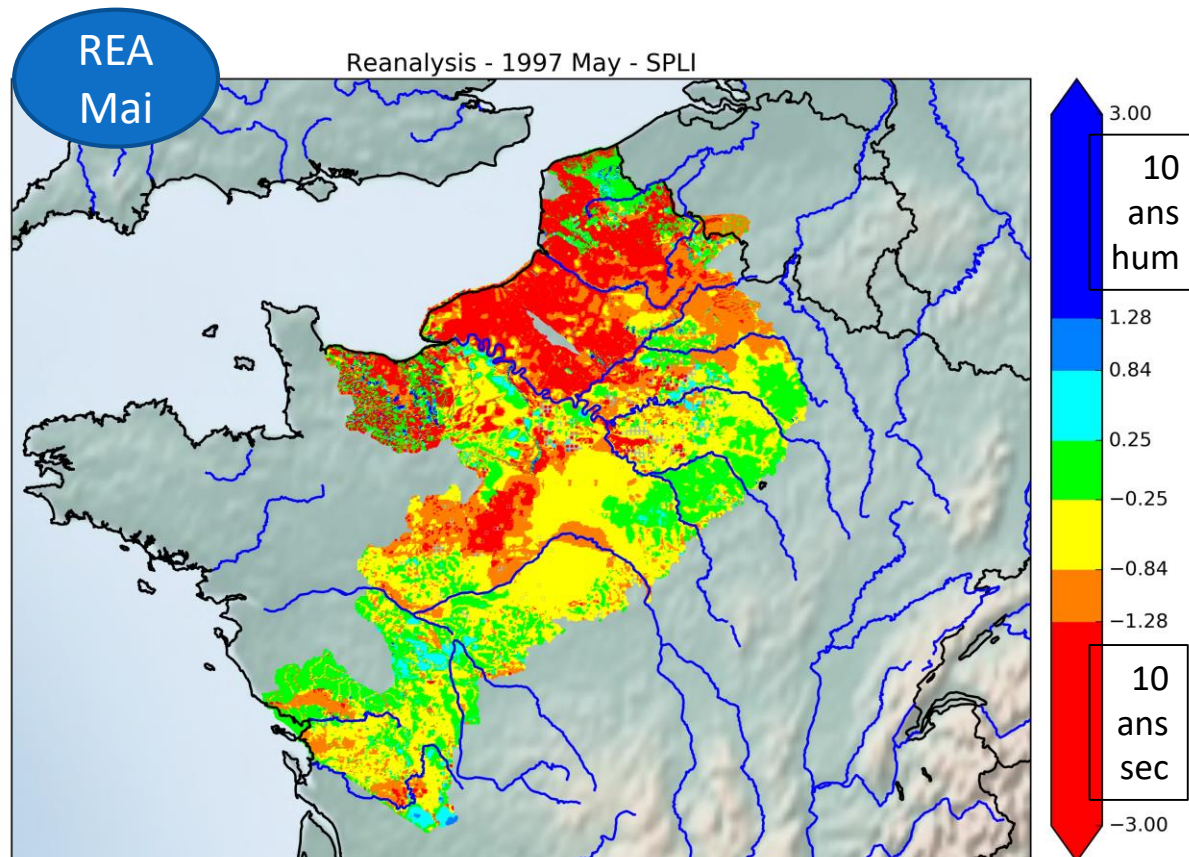 REA
Mai
Reanalysis - 1997 May - SPLI
3.00
10
ans
hum
1.28
0.84
0.25
−0.25
−0.84
−1.28
10
ans
sec
−3.00